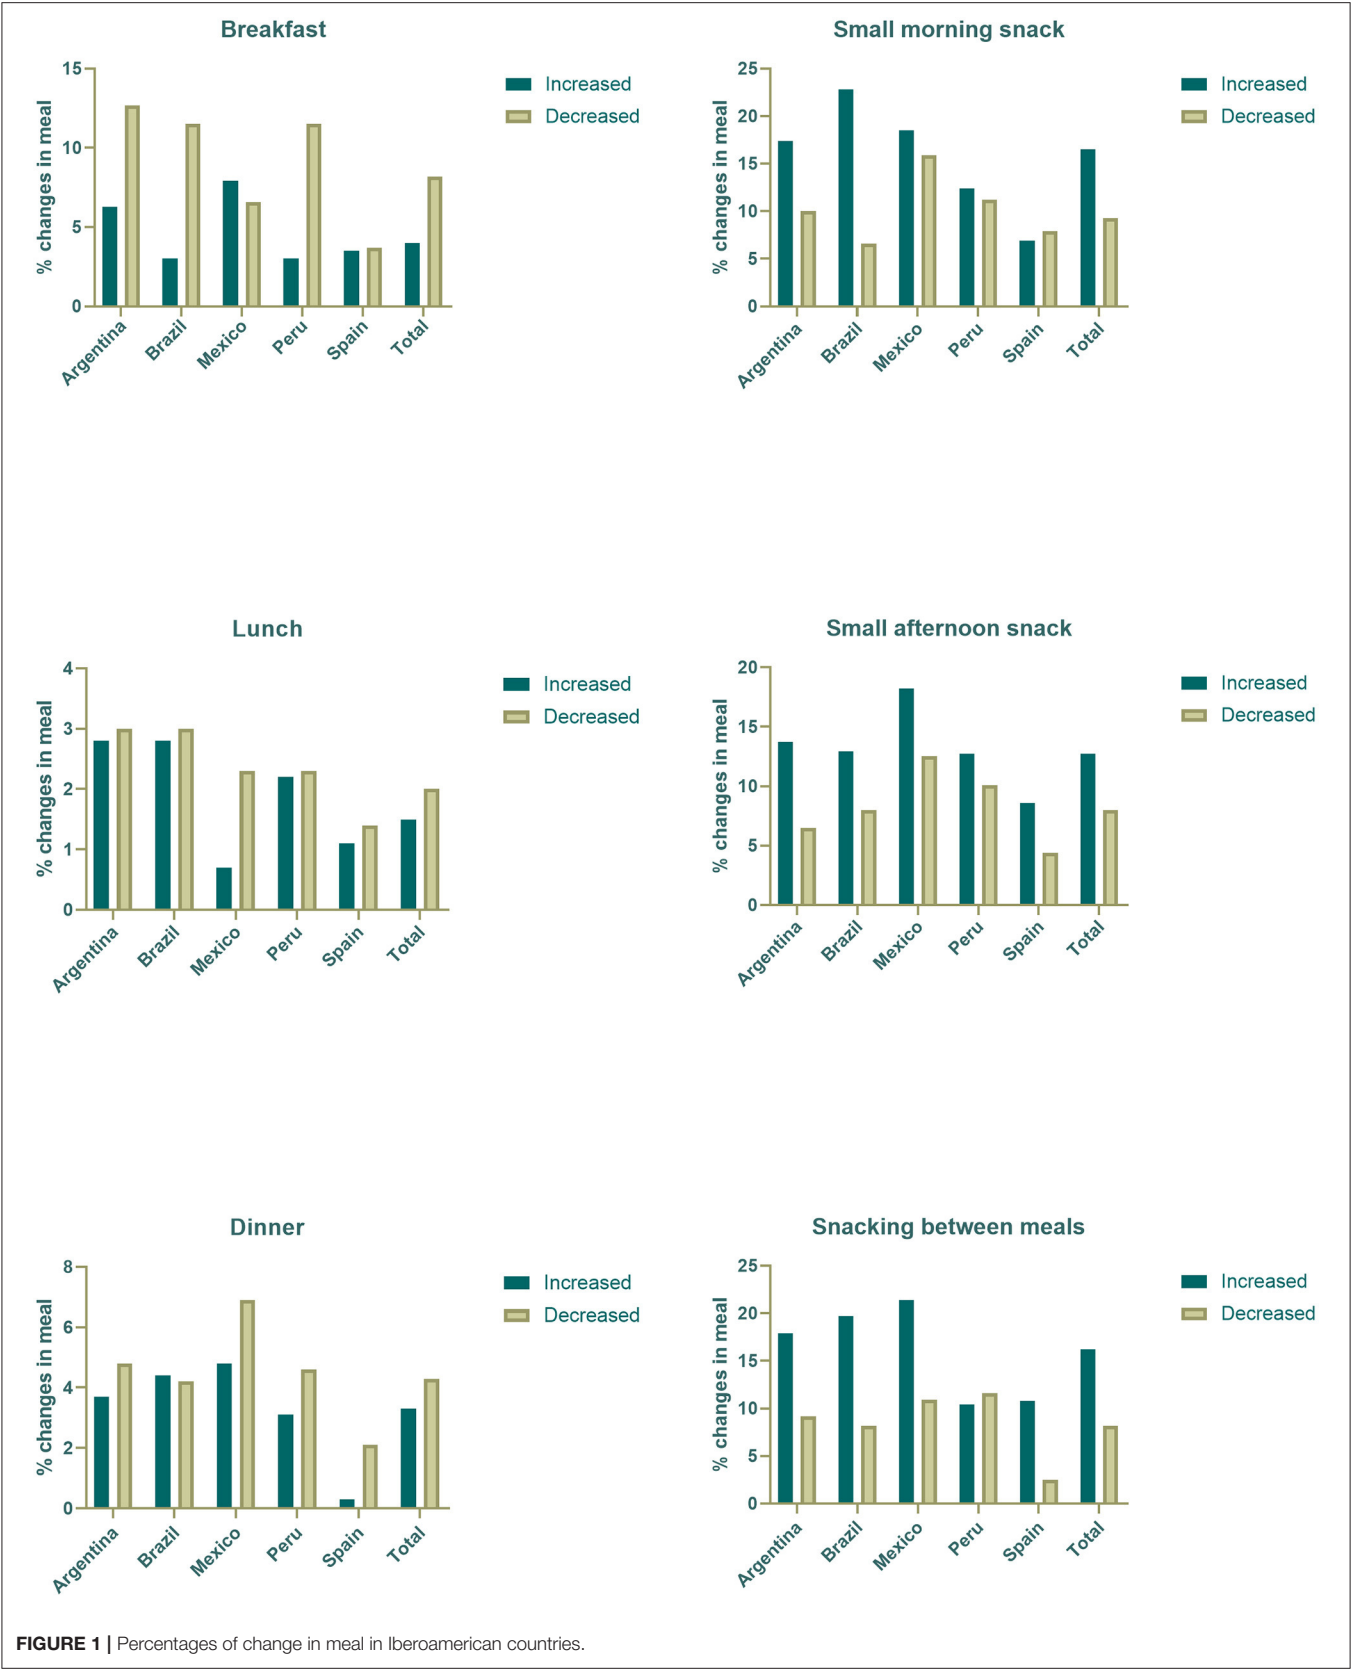 Breakfast
% changes in meal
15
10
5
0
Argentina
Brazil
Mexico
Peru
Spain
Total
Increased
Decreased
Small morning snack
% changes in meal
25
20
15
10
5
0
Argentina
Brazil
Mexico
Peru
Spain
Total
Increased
Decreased
Lunch
% changes in meal
4
3
2
1
0
Argentina
Brazil
Mexico
Peru
Spain
Total
Increased
Decreased
Small afternoon snack
% changes in meal
20
15
10
5
0
Argentina
Brazil
Mexico
Peru
Spain
Total
Increased
Decreased
Dinner
% changes in meal
8
6
4
2
0
Argentina
Brazil
Mexico
Peru
Spain
Total
Increased
Decreased
Snacking between meals
% changes in meal
25
20
15
10
5
0
Argentina
Brazil
Mexico
Peru
Spain
Total
Increased
Decreased
FIGURE 1 | Percentages of change in meal in Iberoamerican countries.